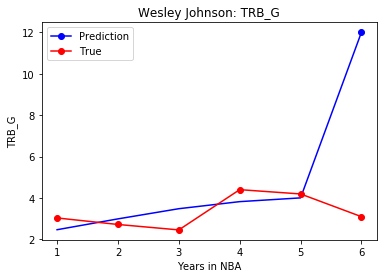 Wesley Johnson: TRB_G
Prediction
True
12
10
8
6
4
2
TRB_G
1 2 3 4 5 6
Years in NBA